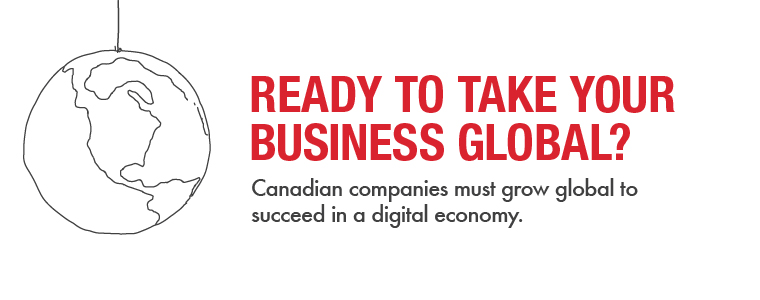 READY TO TAKE YOUR
BUSINESS GLOBAL?
Canadian companies must grow global to
succeed in a digital economy.